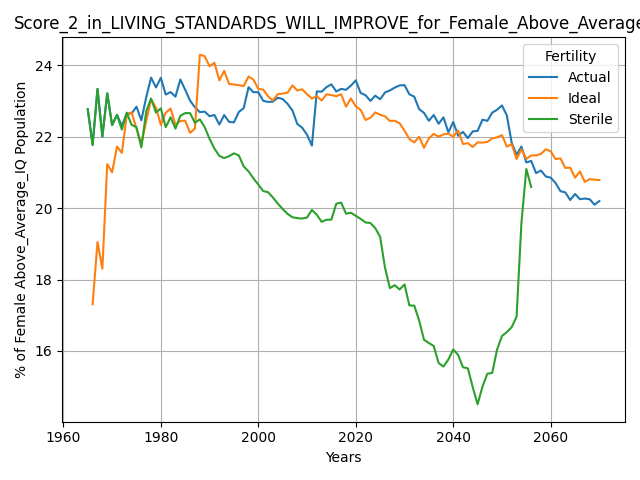 Score_2_in_LIVING_STANDARDS_WILL_IMPROVE_for_Female_Above_Average
% of Female Above_Average_IQ Population
24
22
20
18
16
1960
1980
2000
2020
2040
2060
Years
Fertility
Actual
Ideal
Sterile